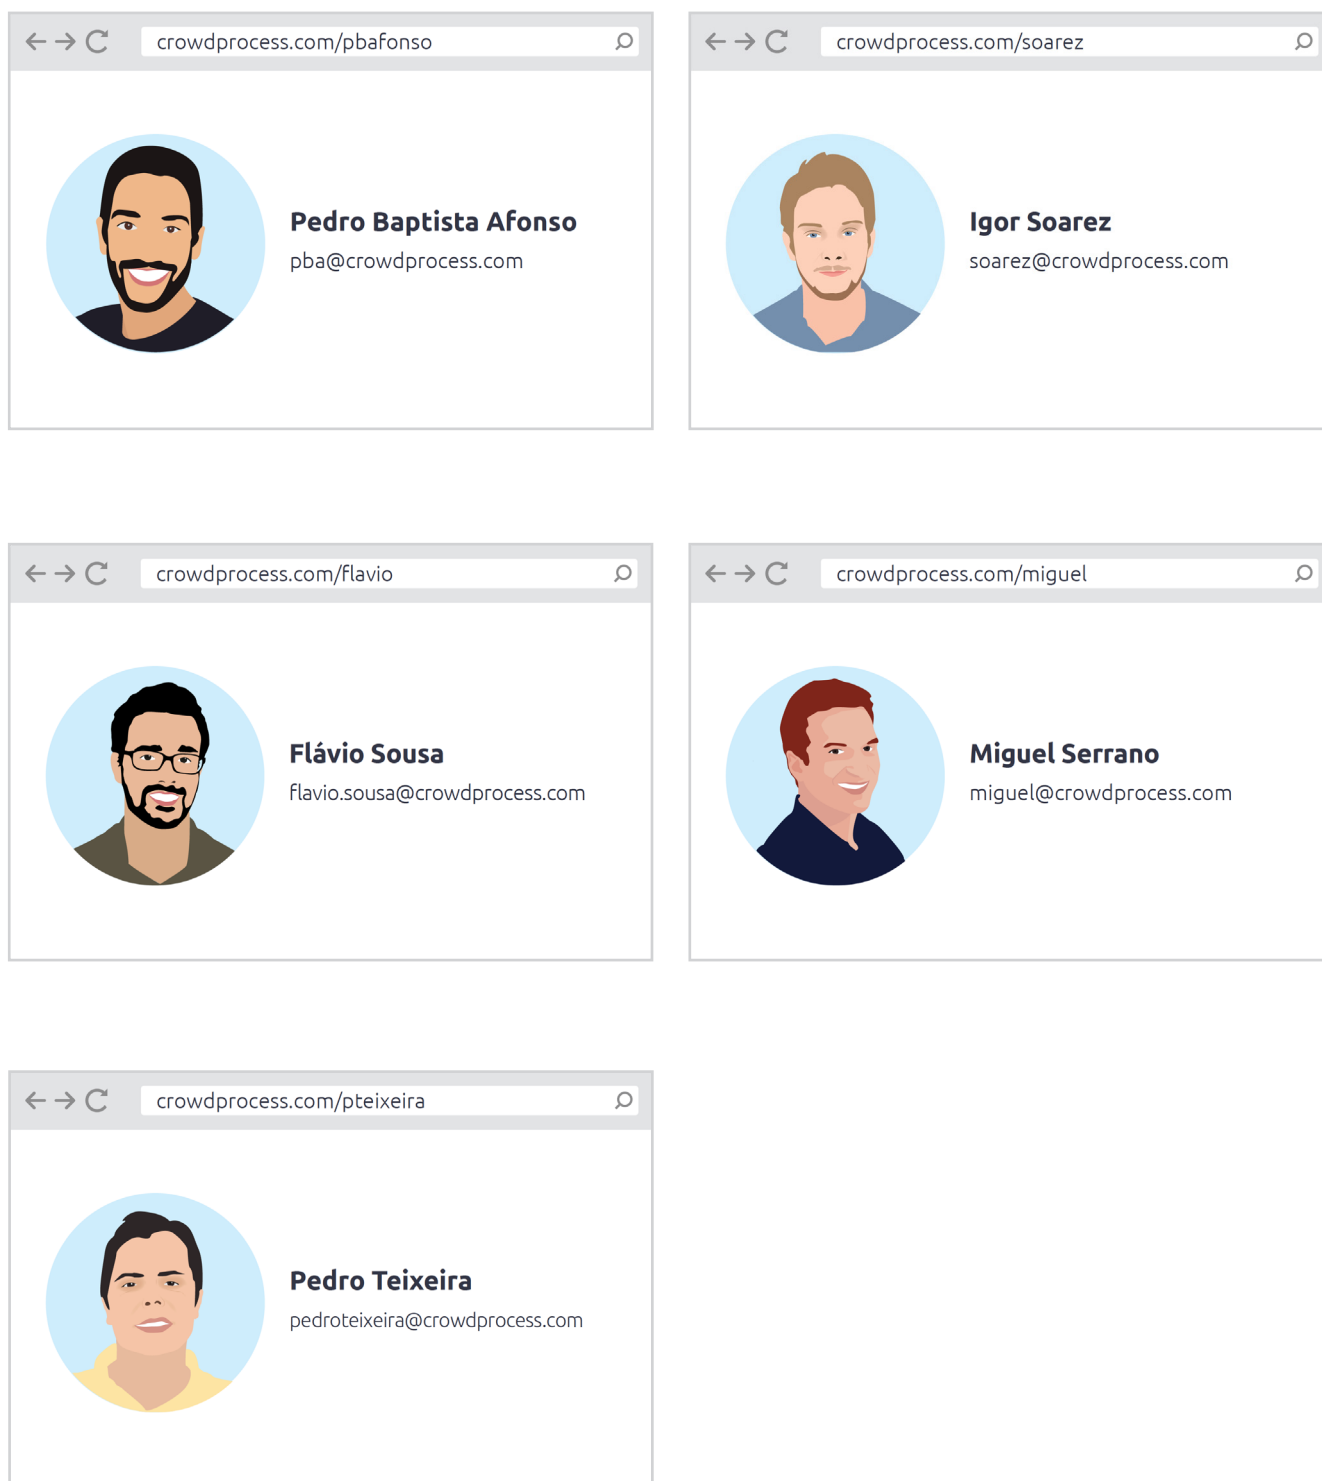 crowdprocess.com/pbafonso
Pedro Baptista Afonso
pba@crowdprocess.com
crowdprocess.com/soarez
Igor Soarez
soarez@crowdprocess.com
crowdprocess.com/flavio
Flávio Sousa
flavio.sousa@crowdprocess.com
crowdprocess.com/miguel
Miguel Serrano
miguel@crowdprocess.com
crowdprocess.com/pteixeira
Pedro Teixeira
pedroteixeira@crowdprocess.com